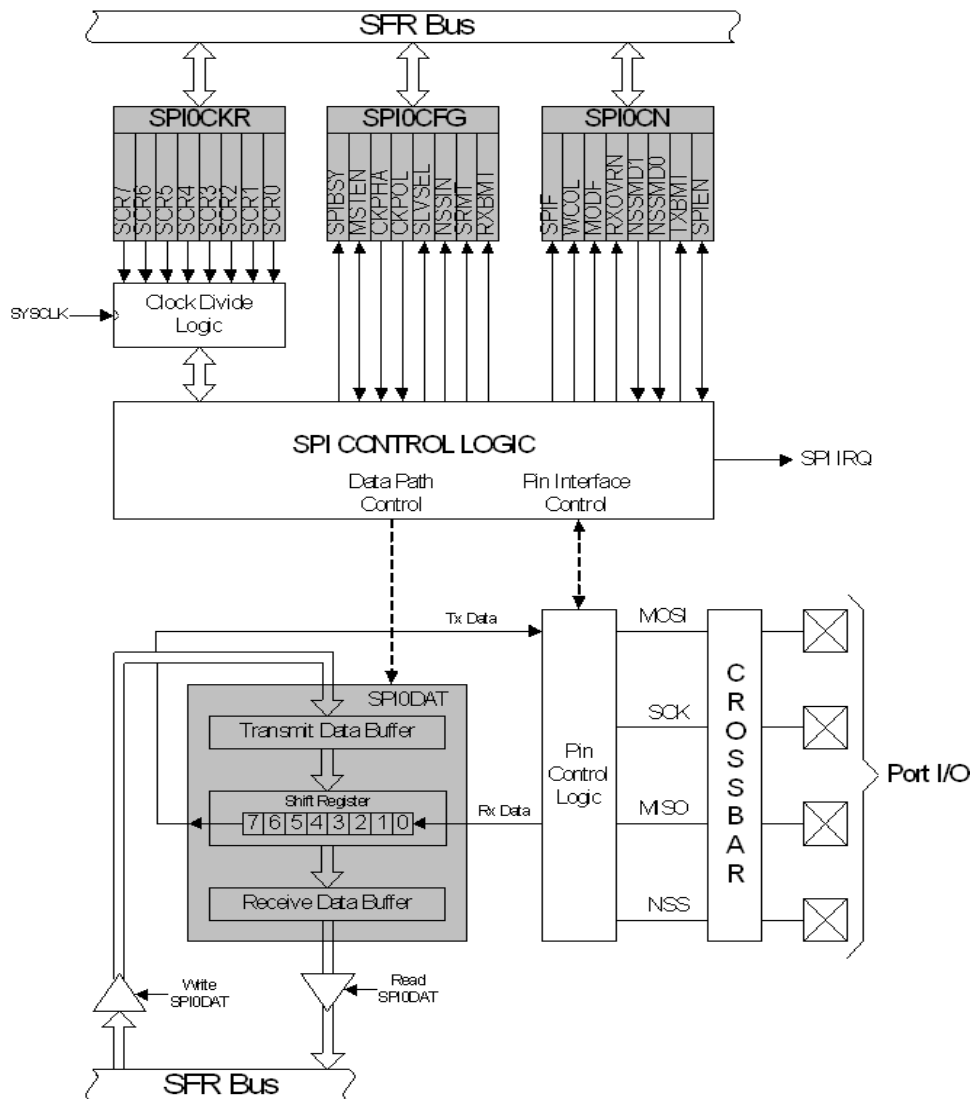 SFR Bus
SPI0CKR
SCR7
SCR6
SCR5
SCR4
SCR3
SCR2
SCR1
SCR0
SPI0CFG
SPIBSY
MSTEN
CKPHA
CKPOL
SLVSEL
NSSIN
SRMT
RXBMT
SPI0CN
SPIF
WCOL
MODF
RXOVRN
NSSMD1
NSSMD0
TXBMT
SPIEN
SYSCLK
Clock Divide
Logic
SPI CONTROL LOGIC
Data Path
Control
Pin Interface
Control
SPI IRQ
Tx Data
SPI0DAT
Transmit Data Buffer
Shift Register
7 6 5 4 3 2 1 0
Rx Data
Receive Data Buffer
Pin
Control
Logic
MOSI
SCK
MISO
NSS
CROSSBAR
Port I/O
Write
SPI0DAT
Read
SPI0DAT
SFR Bus